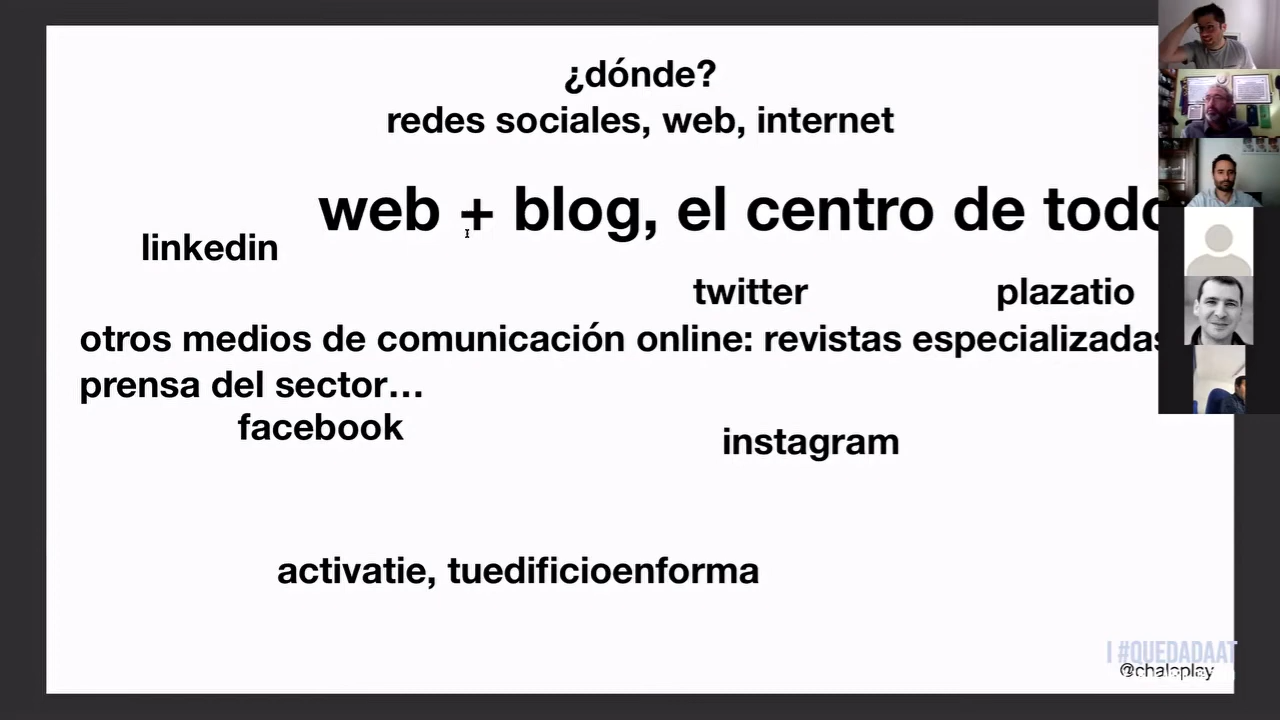 ¿dónde?
redes sociales, web, internet
web + blog, el centro de todo
linkedin
twitter
plazatio
otros medios de comunicación online: revistas especializadas
prensa del sector…
facebook
instagram
activatie, tuedificioenforma
I #QUEDADAAT
@chaloplay